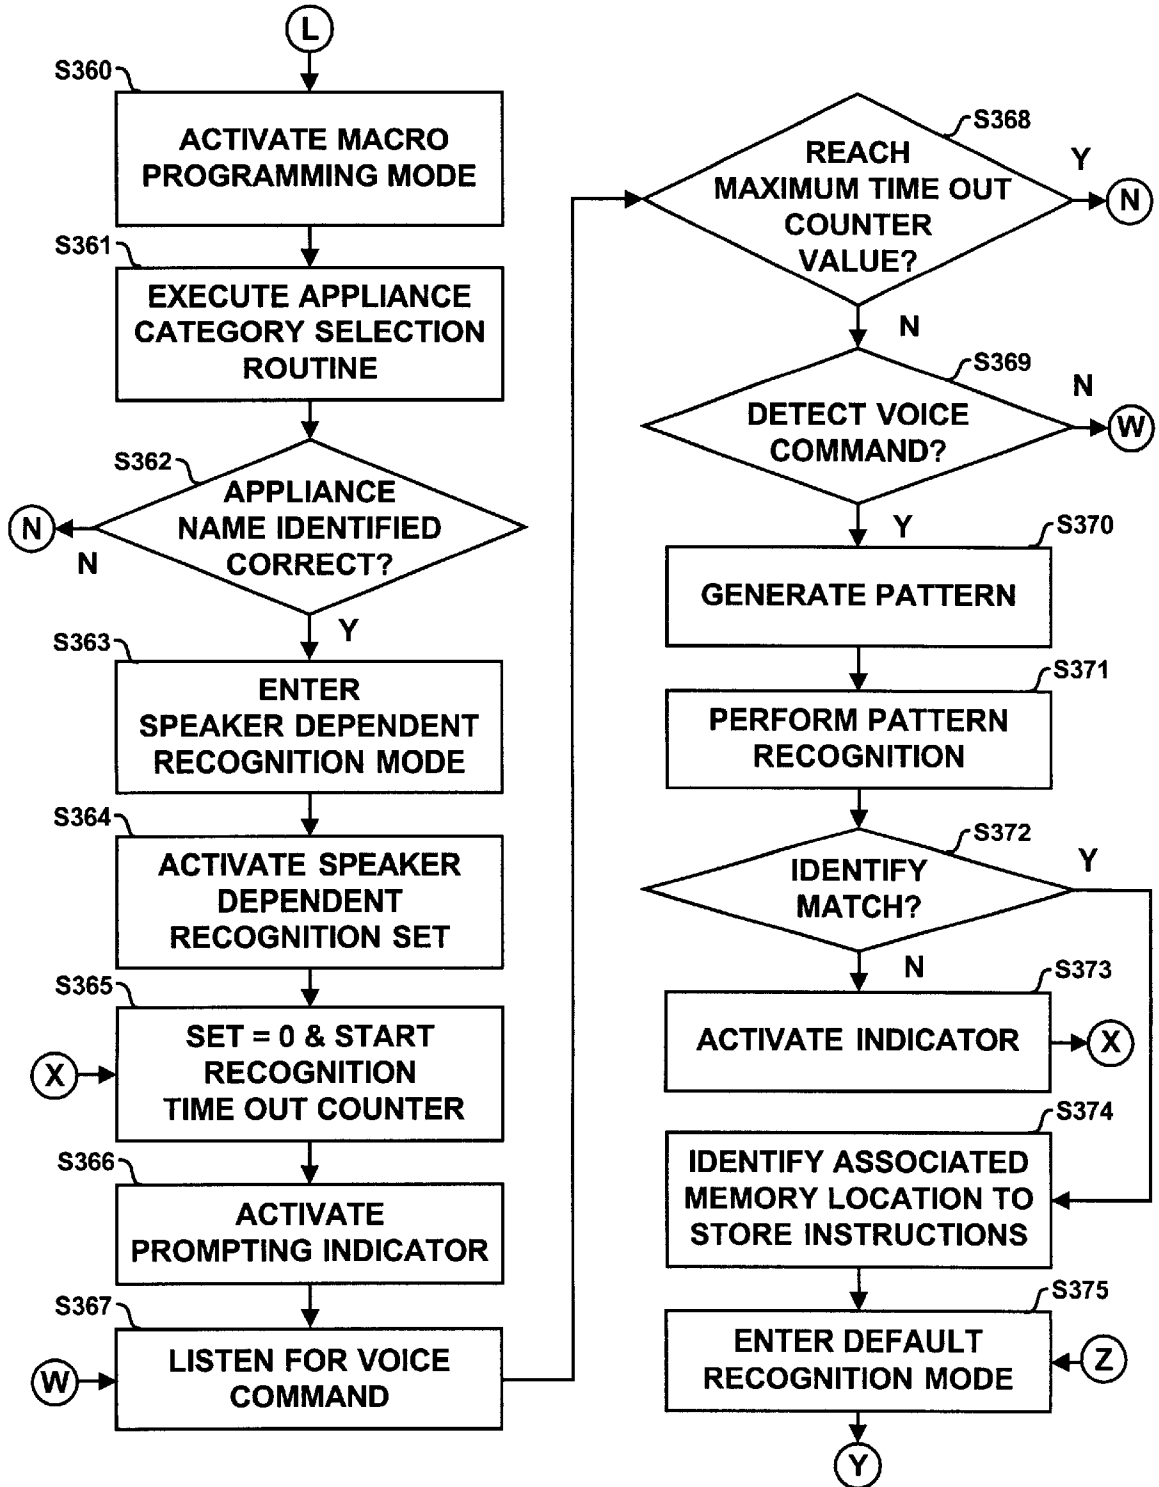 L
S360
ACTIVATE MACRO
PROGRAMMING MODE
S361
EXECUTE APPLIANCE
CATEGORY SELECTION
ROUTINE
S362
APPLIANCE
NAME IDENTIFIED
CORRECT?
N
N
Y
S363
ENTER
SPEAKER DEPENDENT
RECOGNITION MODE
S364
ACTIVATE SPEAKER
DEPENDENT
RECOGNITION SET
S365
SET = 0 & START
RECOGNITION
TIME OUT COUNTER
X
S366
ACTIVATE
PROMPTING INDICATOR
S367
LISTEN FOR VOICE
COMMAND
W
S368
REACH
MAXIMUM TIME OUT
COUNTER
VALUE?
Y
N
N
S369
DETECT VOICE
COMMAND?
N
W
Y
S370
GENERATE PATTERN
S371
PERFORM PATTERN
RECOGNITION
S372
IDENTIFY
MATCH?
Y
N
S373
ACTIVATE INDICATOR
X
S374
IDENTIFY ASSOCIATED
MEMORY LOCATION TO
STORE INSTRUCTIONS
S375
ENTER DEFAULT
RECOGNITION MODE
Z
Y